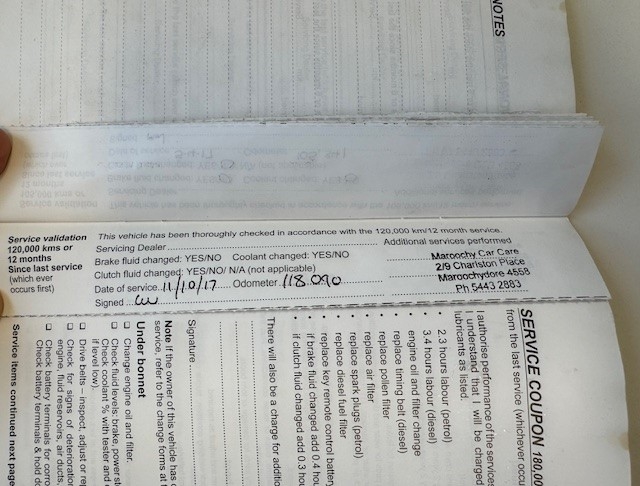 NOTES
Service validation
120,000 kms or
12 months
Since last service
(which ever
occurs first)
This vehicle has been thoroughly checked in accordance with the 120,000 km/12 month service.
Servicing Dealer
Additional services performed
Brake fluid changed: YES/NO Coolant changed: YES/NO
Clutch fluid changed: YES/NO/ N/A (not applicable)
Date of service 11/10/17 Odometer 118.090
Signed
Maroochy Car Care
2/9 Charlston Place
Maroochydore 4558
Ph 5443 2883
SERVICE COUPON 180,00
from the last service (whichever occu
I authorise performance of the services
I understand that I will be charged
lubricants as listed.
• 2,3 hours labour (petrol)
3.4 hours labour (diesel)
• engine oil and filter change
• replace timing belt (diesel)
• replace pollen filter
• replace air filter
• replace spark plugs (petrol)
• replace diesel fuel filter
• replace key remote control batter
• if brake fluid changed add 0.4 hou
• if clutch fluid changed add 0.3 ho
There will also be a charge for additio
Signature
Note If the owner of this vehicle has c
service, refer to the change forms at t
Under bonnet
❑ Change engine oil and filter.
❑ Check fluid levels: brake, power st
❑ Check coolant % with tester and
if level low).
❑ Drive belts – inspect, adjust or re
❑ Check for signs of deterioration
engine, fluid reservoirs, air ducts,
❑ Check battery terminals for corro
❑ Check battery terminals & hold d
Service items continued next page